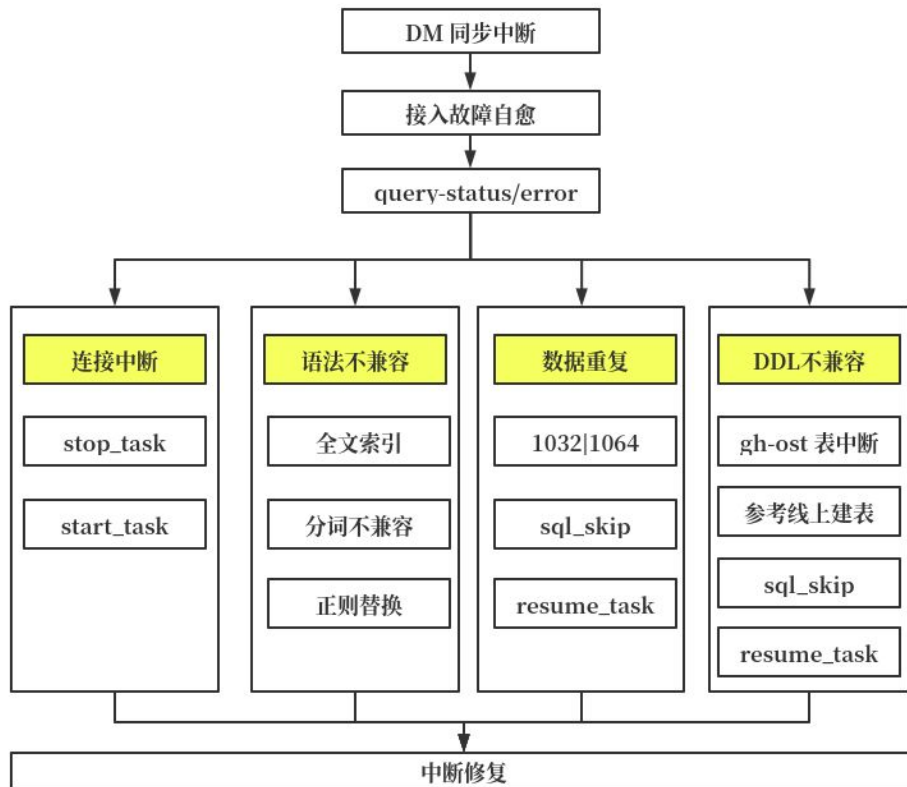 DM 同步中断
接入故障自愈
query-status/error
连接中断
stop_task
start_task
语法不兼容
全文索引
分词不兼容
正则替换
数据重复
1032|1064
sql_skip
resume_task
DDL不兼容
gh-ost 表中断
参考线上建表
sql_skip
resume_task
中断修复